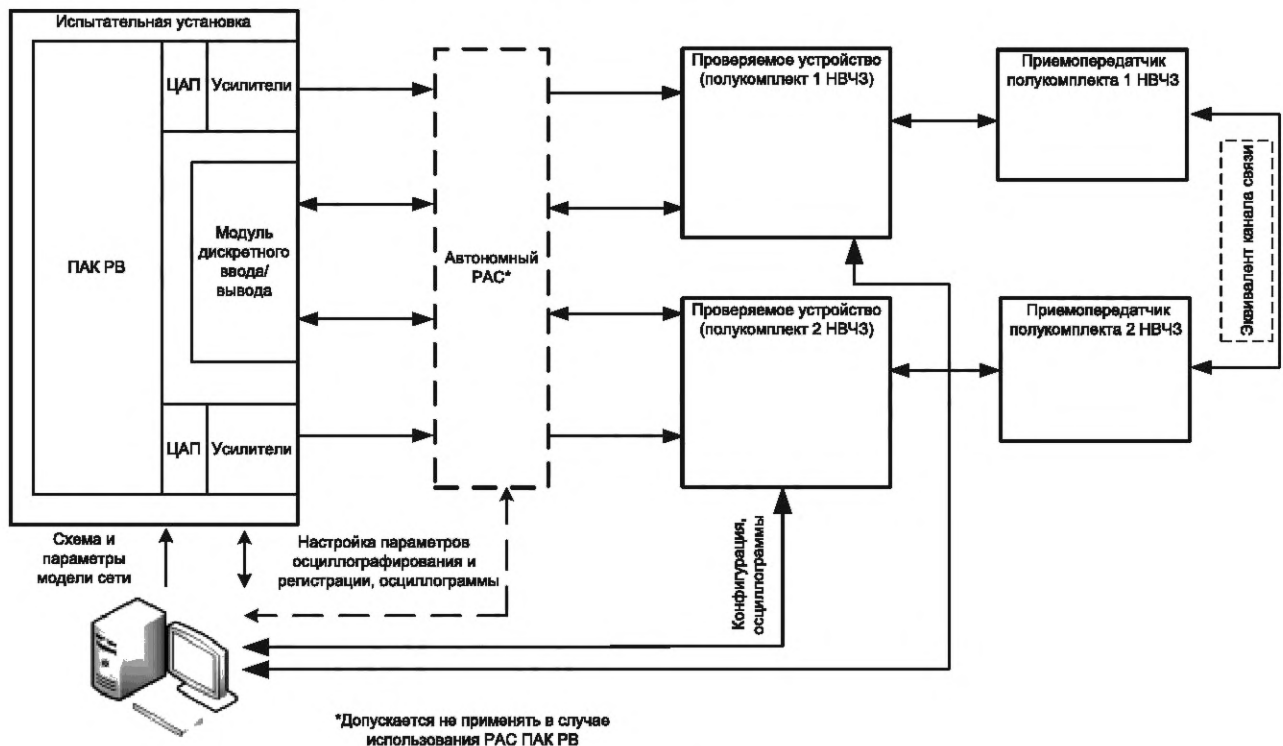 Испытательная установка
ПАК РВ
ЦАП
Усилители
Модуль
дискретного
ввода/
вывода
ЦАП
Усилители
Автономный
РАС*
Проверяемое устройство
(полукомплект 1 НВЧЗ)
Приемопередатчик
полукомплекта 1 НВЧЗ
Эквивалент канала связи
Проверяемое устройство
(полукомплект 2 НВЧЗ)
Приемопередатчик
полукомплекта 2 НВЧЗ
Схема и
параметры
модели сети
Настройка параметров
осциллографирования и
регистрации, осциллограммы
Конфигурация,
осциллограммы
*Допускается не применять в случае
использования РАС ПАК РВ